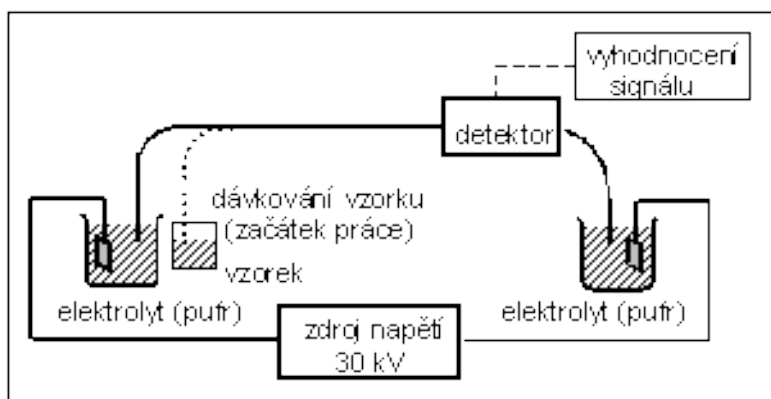 vyhodnocení
signálu
detektor
dávkování vzorku
(začátek práce)
vzorek
elektrolyt (pufr)
elektrolyt (pufr)
zdroj napětí
30 kV